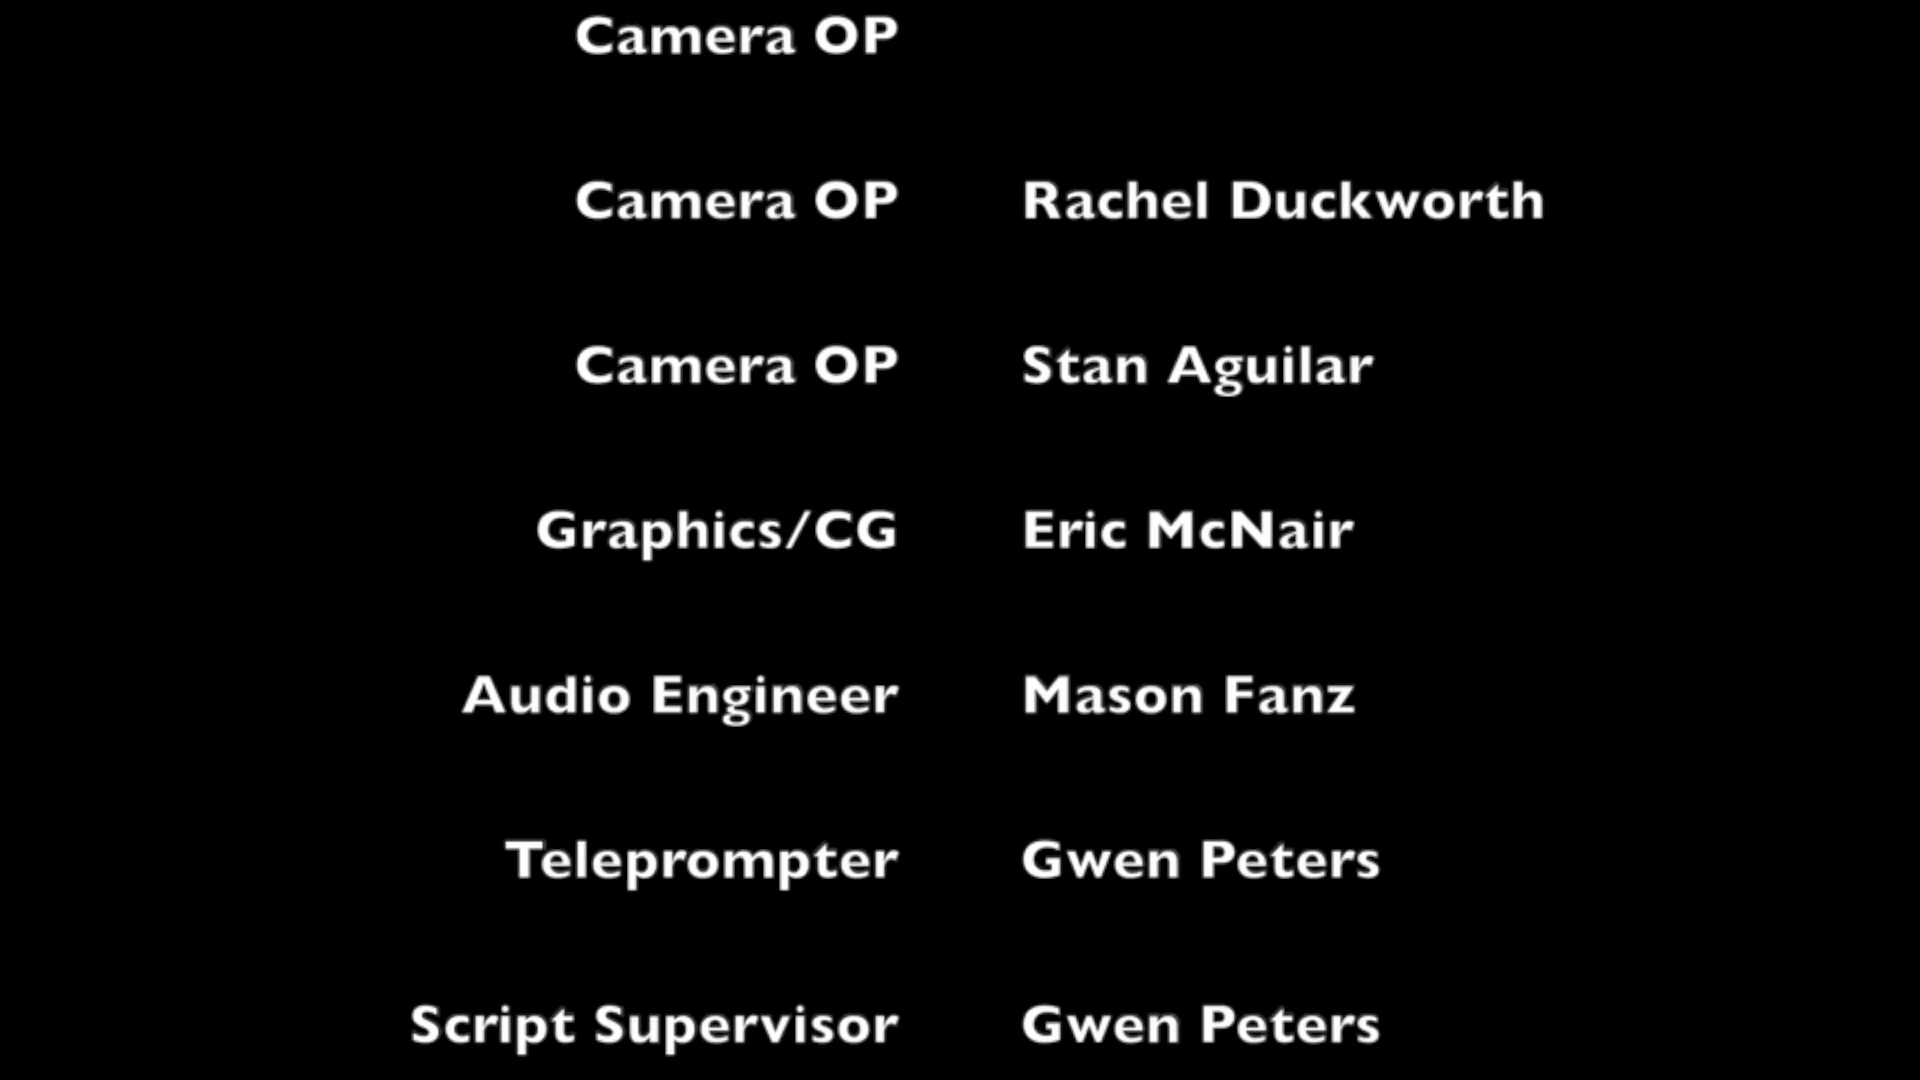 Camera OP
Camera OP Rachel Duckworth
Camera OP Stan Aguilar
Graphics/CG Eric McNair
Audio Engineer Mason Fanz
Teleprompter Gwen Peters
Script Supervisor Gwen Peters